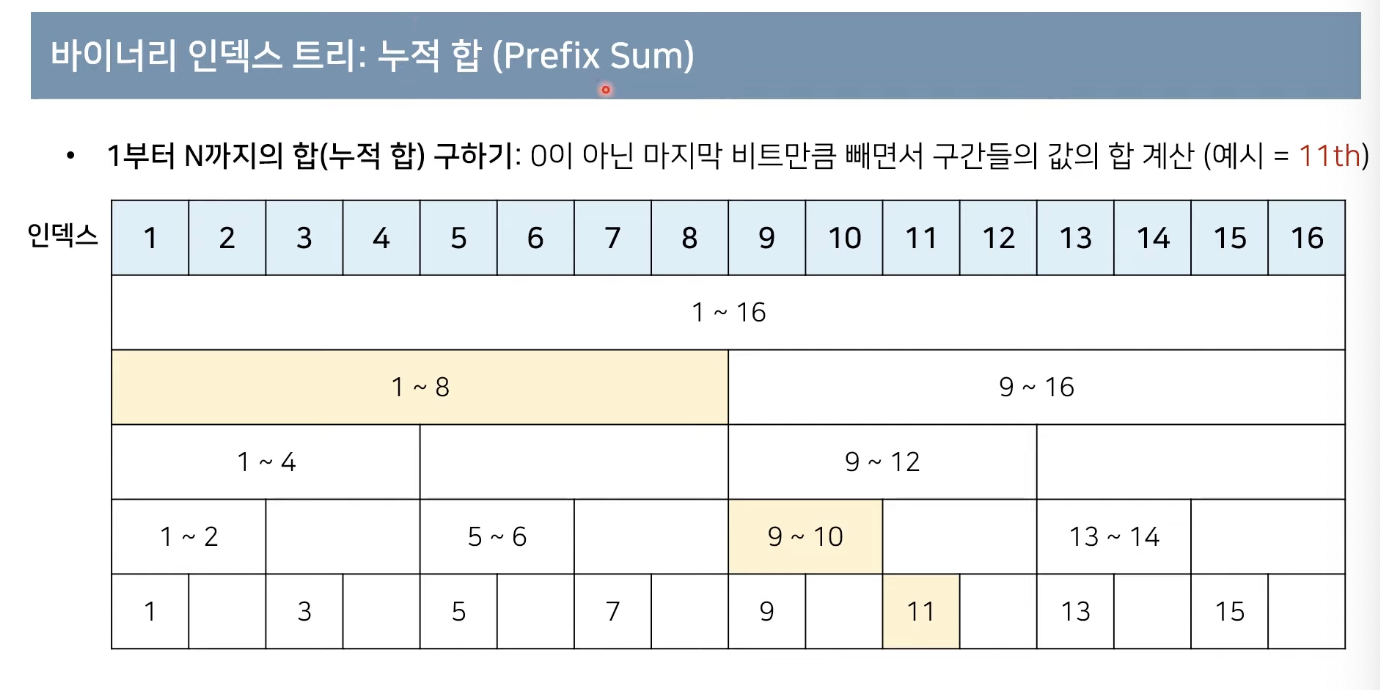 바이너리 인덱스 트리: 누적 합 (Prefix Sum)
• 1부터 N까지의 합(누적 합) 구하기: 0이 아닌 마지막 비트만큼 빼면서 구간들의 값의 합 계산 (예시 = 11th)
인덱스 1 2 3 4 5 6 7 8 9 10 11 12 13 14 15 16
1 ~ 16
1 ~ 8 9 ~ 16
1 ~ 4 9 ~ 12
1 ~ 2 5 ~ 6 9 ~ 10 13 ~ 14
1 3 5 7 9 11 13 15